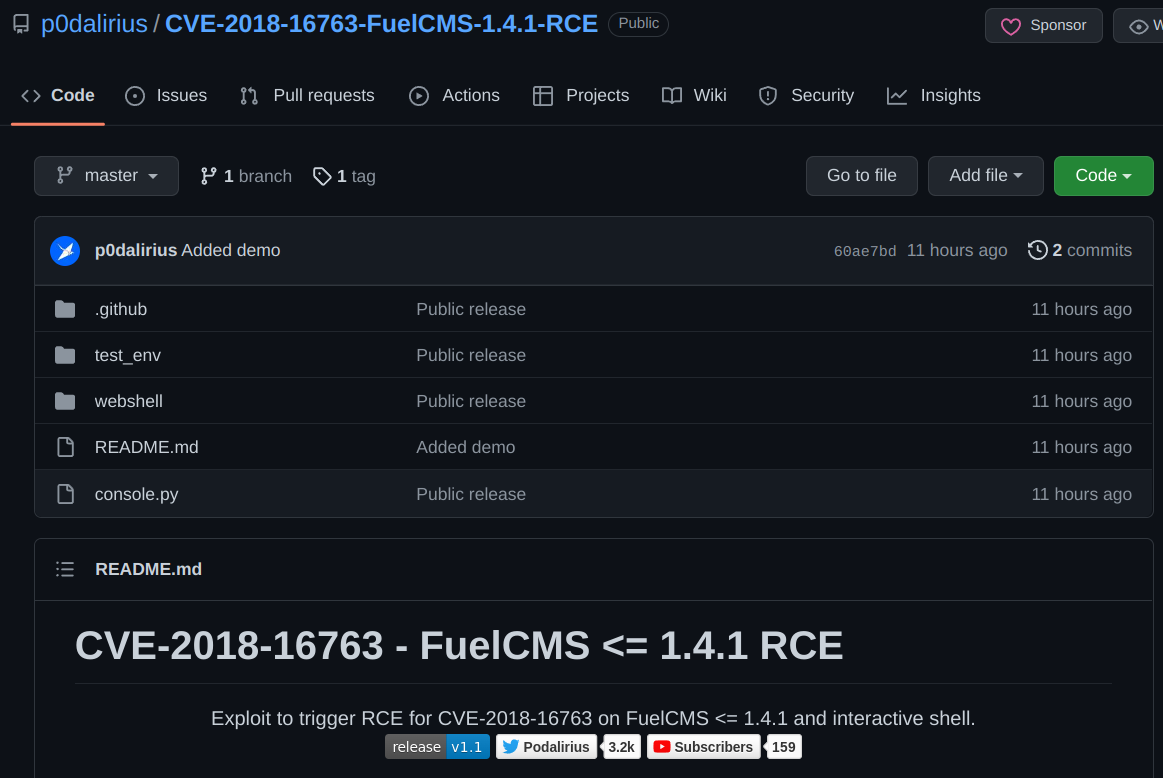 p0dalirius / CVE-2018-16763-FuelCMS-1.4.1-RCE Public Sponsor W
Code Issues Pull requests Actions Projects Wiki Security Insights
master 1 branch 1 tag Go to file Add file Code
p0dalirius Added demo 60ae7bd 11 hours ago 2 commits
.github Public release 11 hours ago
test_env Public release 11 hours ago
webshell Public release 11 hours ago
README.md Added demo 11 hours ago
console.py Public release 11 hours ago
README.md
CVE-2018-16763 - FuelCMS <= 1.4.1 RCE
Exploit to trigger RCE for CVE-2018-16763 on FuelCMS <= 1.4.1 and interactive shell.
release v1.1 Podalirius 3.2k Subscribers 159